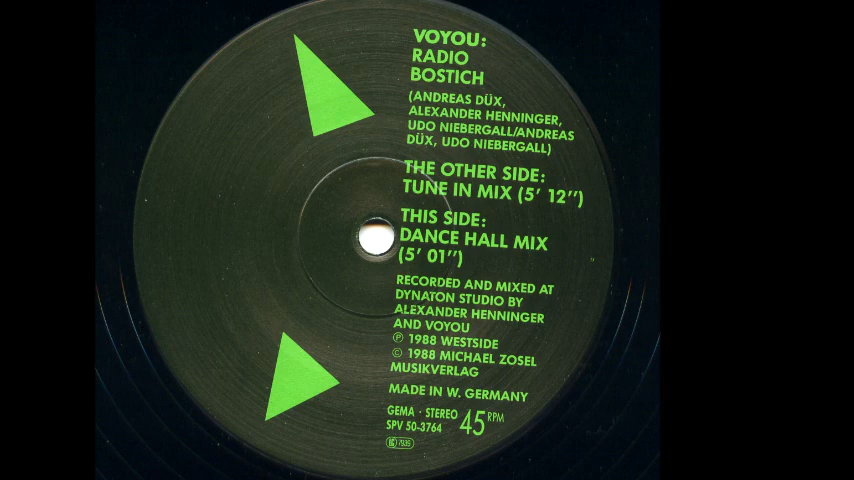 VOYOU:
RADIO
BOSTICH
(ANDREAS DÜX,
ALEXANDER HENNINGER,
UDO NIEBERGALL/ANDREAS
DÜX, UDO NIEBERGALL)
THE OTHER SIDE:
TUNE IN MIX (5' 12'')
THIS SIDE:
DANCE HALL MIX
(5' 01'')
RECORDED AND MIXED AT
DYNATON STUDIO BY
ALEXANDER HENNINGER
AND VOYOU
℗ 1988 WESTSIDE
© 1988 MICHAEL ZOSEL
MUSIKVERLAG
MADE IN W. GERMANY
GEMA · STEREO 45 RPM
SPV 50-3764
7935